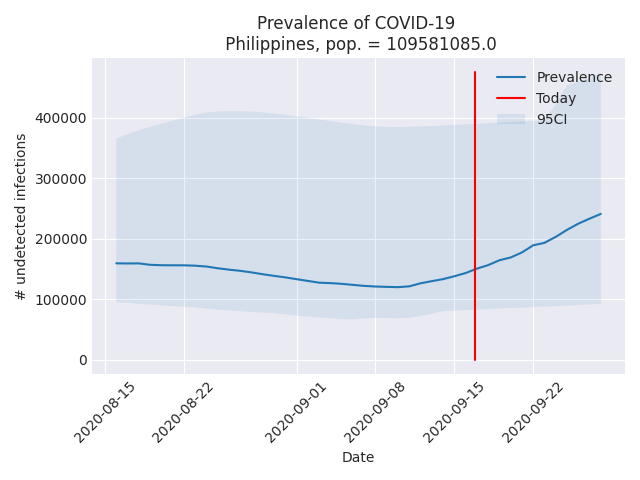 Prevalence of COVID-19
Philippines, pop. = 109581085.0
Prevalence
Today
95CI
# undetected infections
400000
300000
200000
100000
0
2020-08-15
2020-08-22
2020-09-01
2020-09-08
2020-09-15
2020-09-22
Date